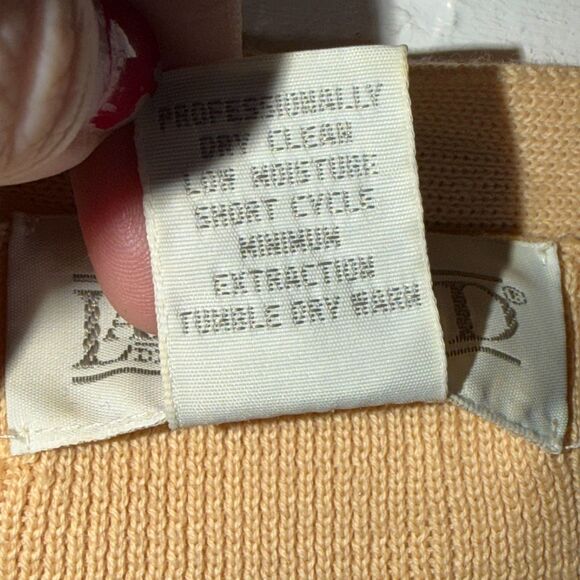 PROFESSIONALLY
DRY CLEAN
LOW MOISTURE
SHORT CYCLE
MINIMUM
EXTRACTION
TUMBLE DRY WARM